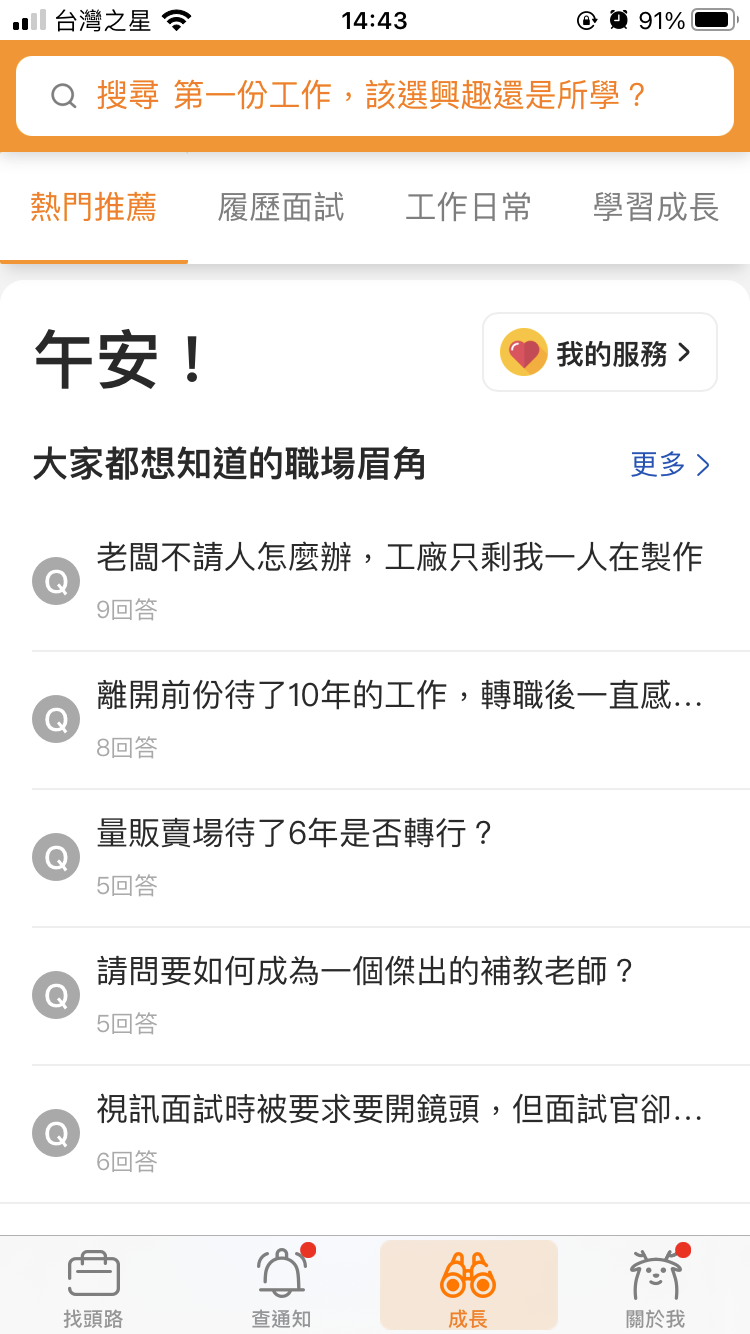 台灣之星 14:43 91%
搜尋 第一份工作，該選興趣還是所學？
熱門推薦 履歷面試 工作日常 學習成長
午安！ 我的服務
大家都想知道的職場眉角 更多
Q 老闆不請人怎麼辦，工廠只剩我一人在製作
9回答
Q 離開前份待了10年的工作，轉職後一直感...
8回答
Q 量販賣場待了6年是否轉行？
5回答
Q 請問要如何成為一個傑出的補教老師？
5回答
Q 視訊面試時被要求要開鏡頭，但面試官卻...
6回答
找頭路 查通知 成長 關於我